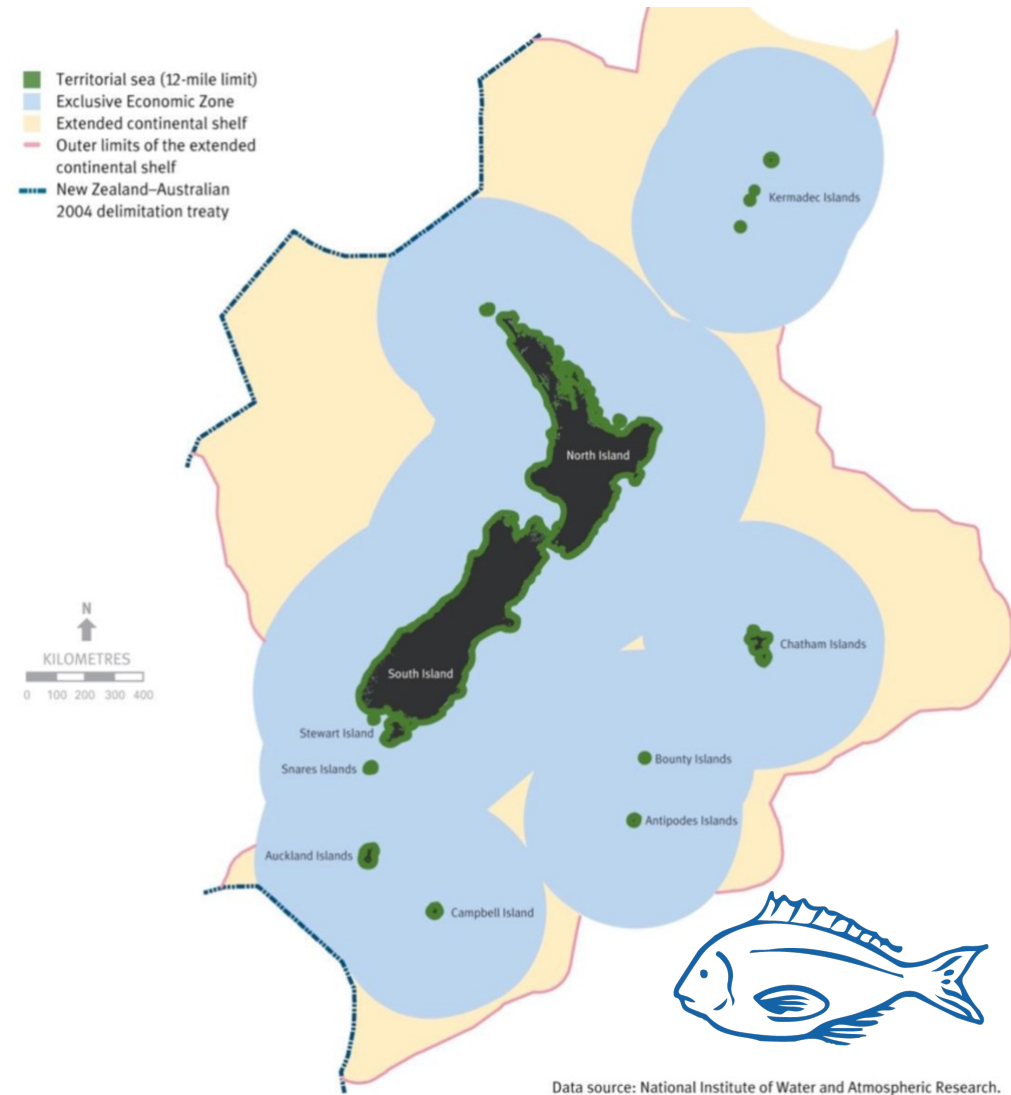 Territorial sea (12-mile limit)
Exclusive Economic Zone
Extended continental shelf
Outer limits of the extended
continental shelf
New Zealand–Australian
2004 delimitation treaty
Kermadec Islands
North Island
N
KILOMETRES
0 100 200 300 400
Chatham Islands
South Island
Stewart Island
Snares Islands
Bounty Islands
Antipodes Islands
Auckland Islands
Campbell Island
Data source: National Institute of Water and Atmospheric Research.